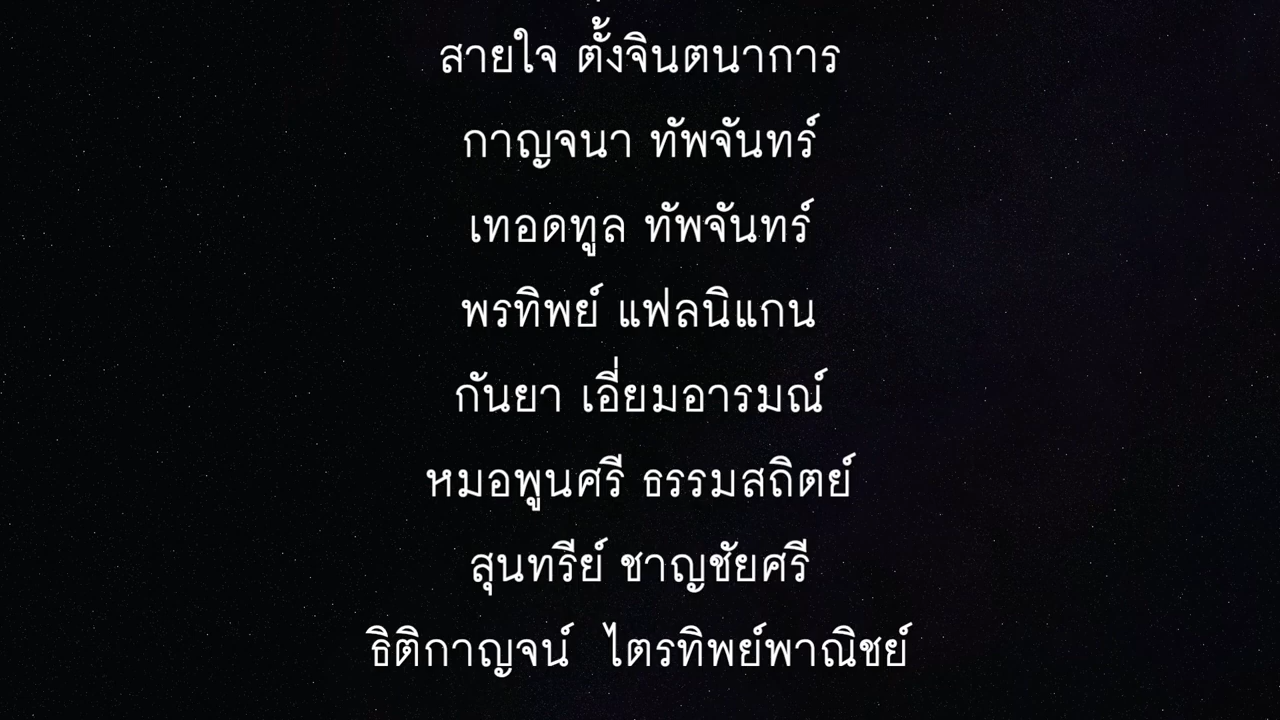 สายใจ ตั้งจินตนาการ
กาญจนา ทัพจันทร์
เทอดทูล ทัพจันทร์
พรทิพย์ แฟลนิแกน
กันยา เอี่ยมอารมณ์
หมอพูนศรี ธรรมสถิตย์
สุนทรีย์ ชาญชัยศรี
ธิติกาญจน์  ไตรทิพย์พาณิชย์